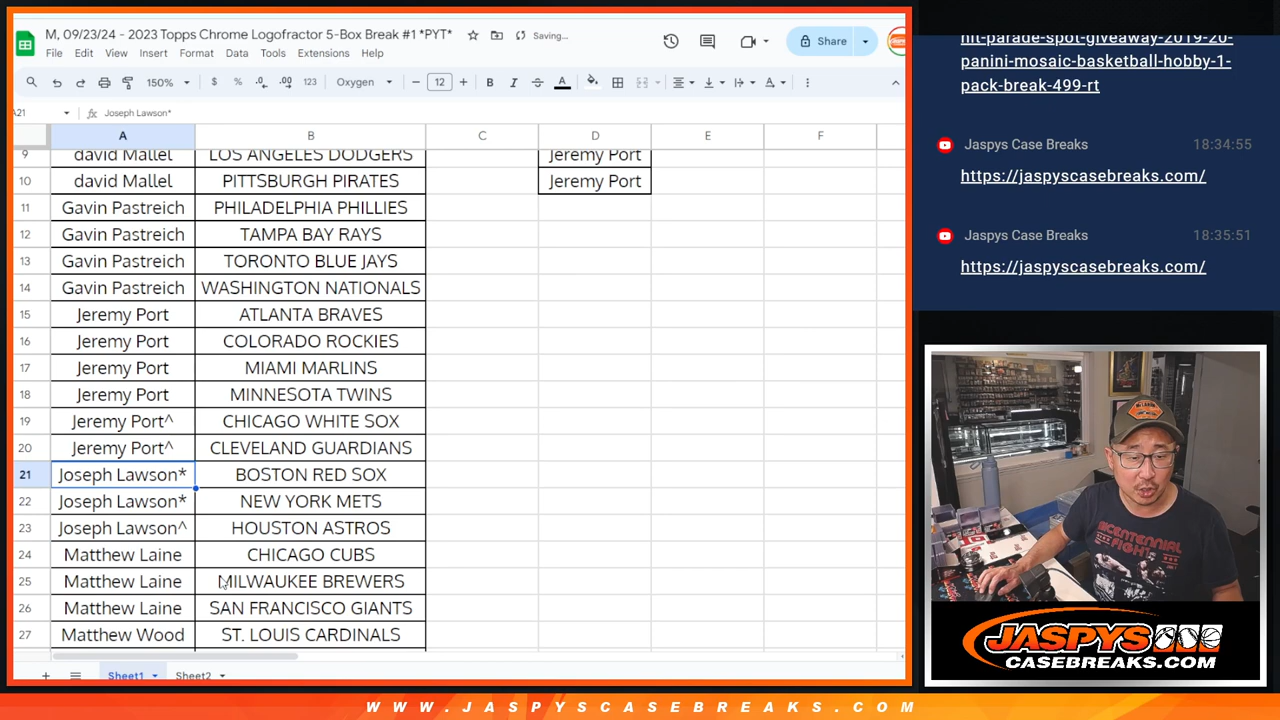 M, 09/23/24 - 2023 Topps Chrome Logofractor 5-Box Break #1 *PYT*
Saving...
File Edit View Insert Format Data Tools Extensions Help
Share
150% $ % .0 .00 123 Oxygen 12 B I A
A21 fx Joseph Lawson*
A B C D E F
9 david Mallel LOS ANGELES DODGERS Jeremy Port
10 david Mallel PITTSBURGH PIRATES Jeremy Port
11 Gavin Pastreich PHILADELPHIA PHILLIES
12 Gavin Pastreich TAMPA BAY RAYS
13 Gavin Pastreich TORONTO BLUE JAYS
14 Gavin Pastreich WASHINGTON NATIONALS
15 Jeremy Port ATLANTA BRAVES
16 Jeremy Port COLORADO ROCKIES
17 Jeremy Port MIAMI MARLINS
18 Jeremy Port MINNESOTA TWINS
19 Jeremy Port^ CHICAGO WHITE SOX
20 Jeremy Port^ CLEVELAND GUARDIANS
21 Joseph Lawson* BOSTON RED SOX
22 Joseph Lawson* NEW YORK METS
23 Joseph Lawson^ HOUSTON ASTROS
24 Matthew Laine CHICAGO CUBS
25 Matthew Laine MILWAUKEE BREWERS
26 Matthew Laine SAN FRANCISCO GIANTS
27 Matthew Wood ST. LOUIS CARDINALS
Sheet1 Sheet2
hit-parade-spot-giveaway-2019-20-
panini-mosaic-basketball-hobby-1-
pack-break-499-rt
Jaspys Case Breaks 18:34:55
https://jaspyscasebreaks.com/
Jaspys Case Breaks 18:35:51
https://jaspyscasebreaks.com/
BICENTENNIAL
FIGHT
JASPYS
CASEBREAKS.COM
WWW.JASPYSCASEBREAKS.COM